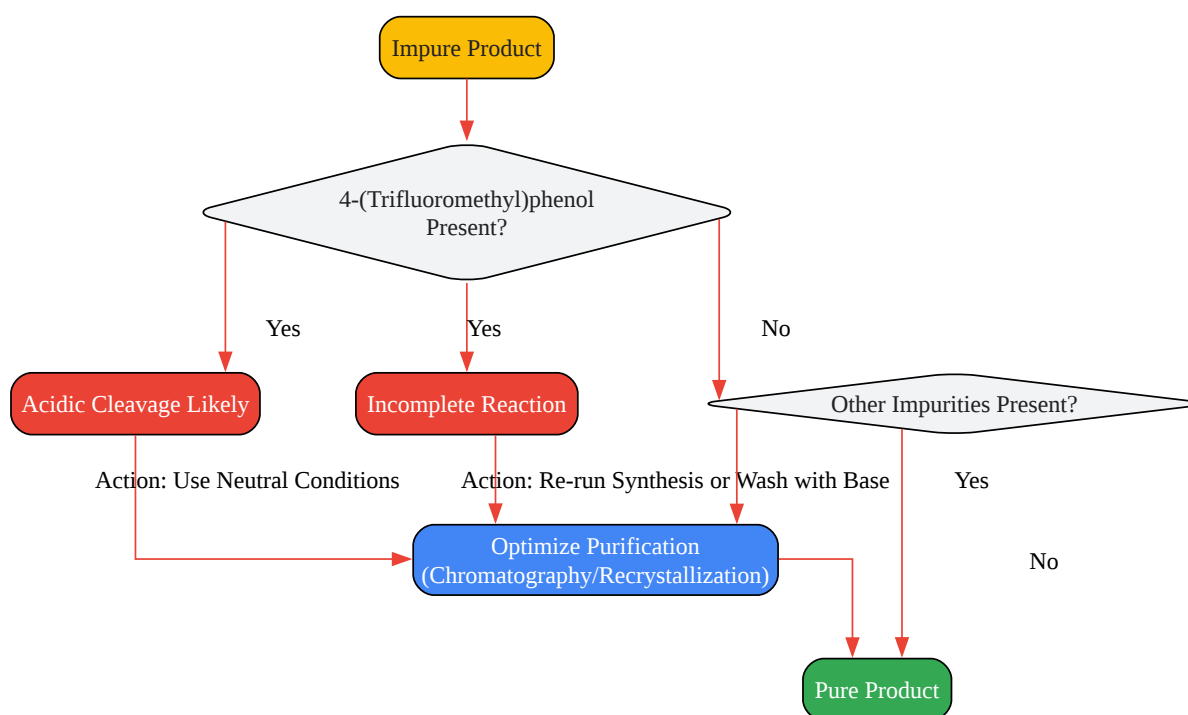 Impure Product
4-(Trifluoromethyl)phenol
Present?
Yes
Yes
No
Acidic Cleavage Likely
Incomplete Reaction
Other Impurities Present?
Action: Use Neutral Conditions
Action: Re-run Synthesis or Wash with Base
Yes
Optimize Purification
(Chromatography/Recrystallization)
No
Pure Product